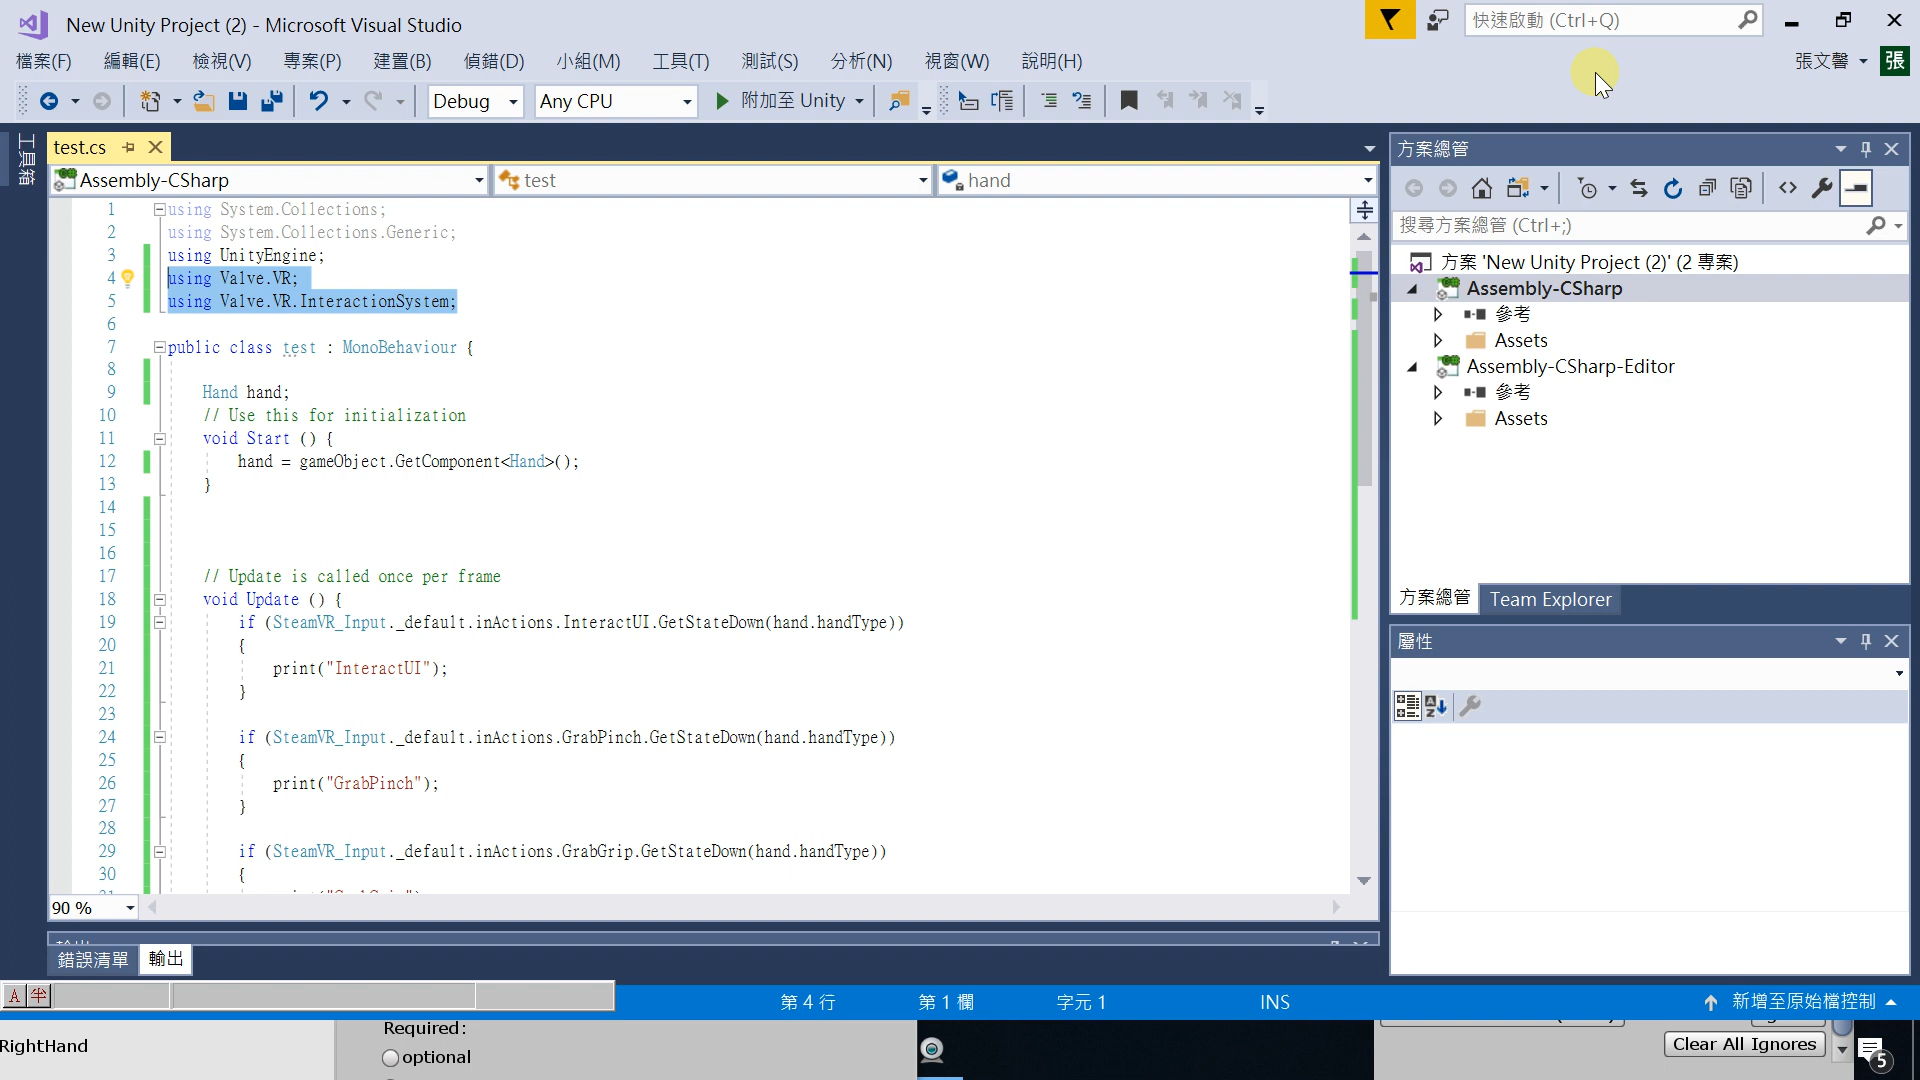 New Unity Project (2) - Microsoft Visual Studio
快速啟動 (Ctrl+Q)
檔案(F) 編輯(E) 檢視(V) 專案(P) 建置(B) 偵錯(D) 小組(M) 工具(T) 測試(S) 分析(N) 視窗(W) 說明(H)
張文馨 張
Debug Any CPU 附加至 Unity
工具箱
test.cs
Assembly-CSharp test hand
1 using System.Collections;
2 using System.Collections.Generic;
3 using UnityEngine;
4 using Valve.VR;
5 using Valve.VR.InteractionSystem;
6
7 public class test : MonoBehaviour {
8
9 Hand hand;
10 // Use this for initialization
11 void Start () {
12 hand = gameObject.GetComponent<Hand>();
13 }
14
15
16
17 // Update is called once per frame
18 void Update () {
19 if (SteamVR_Input._default.inActions.InteractUI.GetStateDown(hand.handType))
20 {
21 print("InteractUI");
22 }
23
24 if (SteamVR_Input._default.inActions.GrabPinch.GetStateDown(hand.handType))
25 {
26 print("GrabPinch");
27 }
28
29 if (SteamVR_Input._default.inActions.GrabGrip.GetStateDown(hand.handType))
30 {
90 %
錯誤清單 輸出
方案總管
搜尋方案總管 (Ctrl+;)
方案 'New Unity Project (2)' (2 專案)
Assembly-CSharp
參考
Assets
Assembly-CSharp-Editor
參考
Assets
方案總管 Team Explorer
屬性
A 半
第 4 行 第 1 欄 字元 1 INS 新增至原始檔控制
RightHand
Required:
optional
Clear All Ignores
5